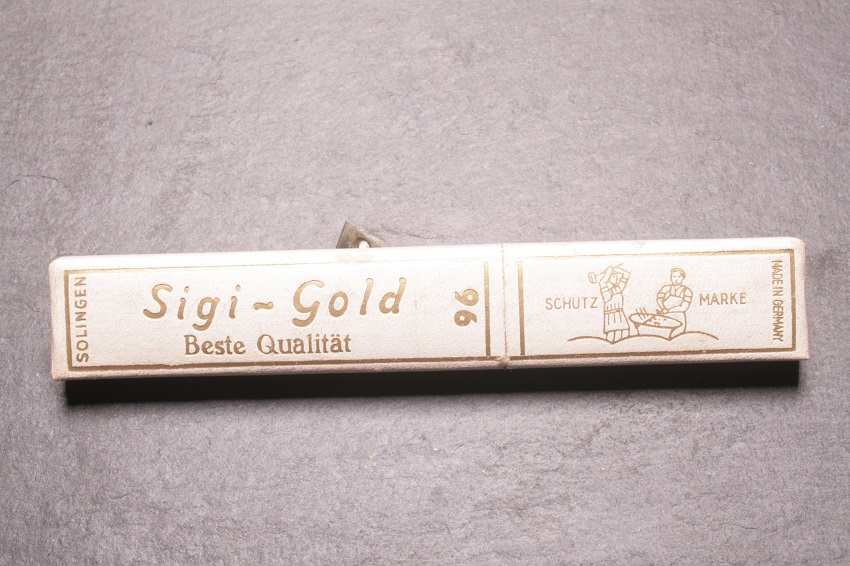 SOLINGEN
Sigi-Gold
Beste Qualität
96
SCHUTZ MARKE
MADE IN GERMANY